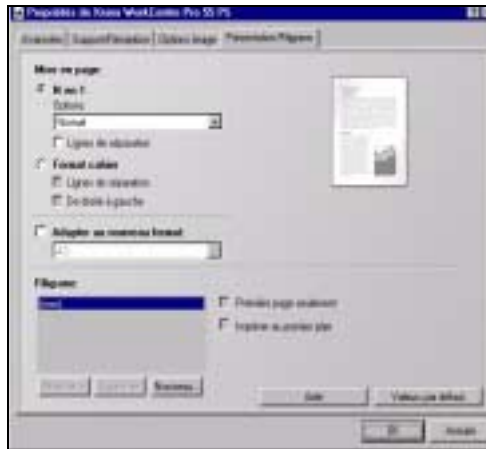 Propriétés de Xerox WorkCentre Pro 55 PS
Avancées Support/Finition Options image Présentation/Filigrane
Mise en page
N en 1
Options
Normal
Lignes de séparation
Format cahier
Lignes de séparation
De droite à gauche
Adapter au nouveau format
Filigrane
Première page seulement
Imprimer au premier plan
Nouveau...
Aide Valeurs par défaut
OK Annuler